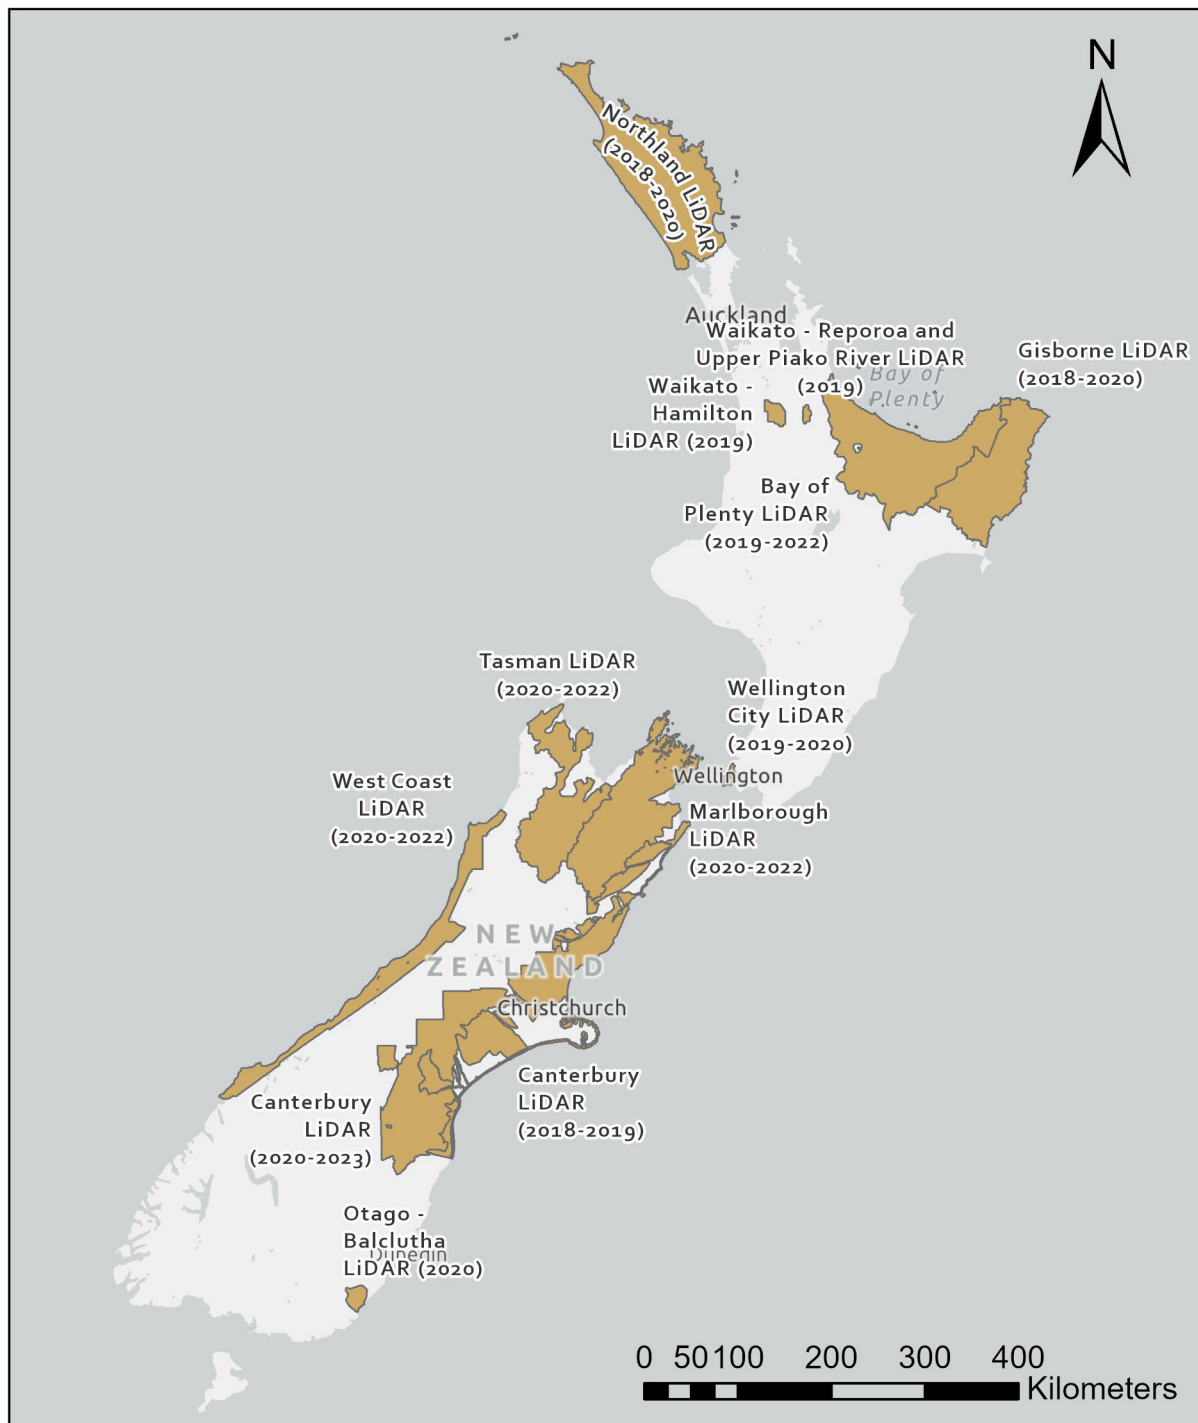 N
Northland LiDAR
(2018-2020)
Auckland
Waikato - Reporoa and
Upper Piako River LiDAR
(2019)
Gisborne LiDAR
(2018-2020)
Bay of
Plenty
Waikato -
Hamilton
LiDAR (2019)
Bay of
Plenty LiDAR
(2019-2022)
Tasman LiDAR
(2020-2022)
Wellington
City LiDAR
(2019-2020)
Wellington
West Coast
LiDAR
(2020-2022)
Marlborough
LiDAR
(2020-2022)
NEW
ZEALAND
Christchurch
Canterbury
LiDAR
(2018-2019)
Canterbury
LiDAR
(2020-2023)
Otago -
Balclutha
LiDAR (2020)
Dunedin
0 50 100 200 300 400
Kilometers